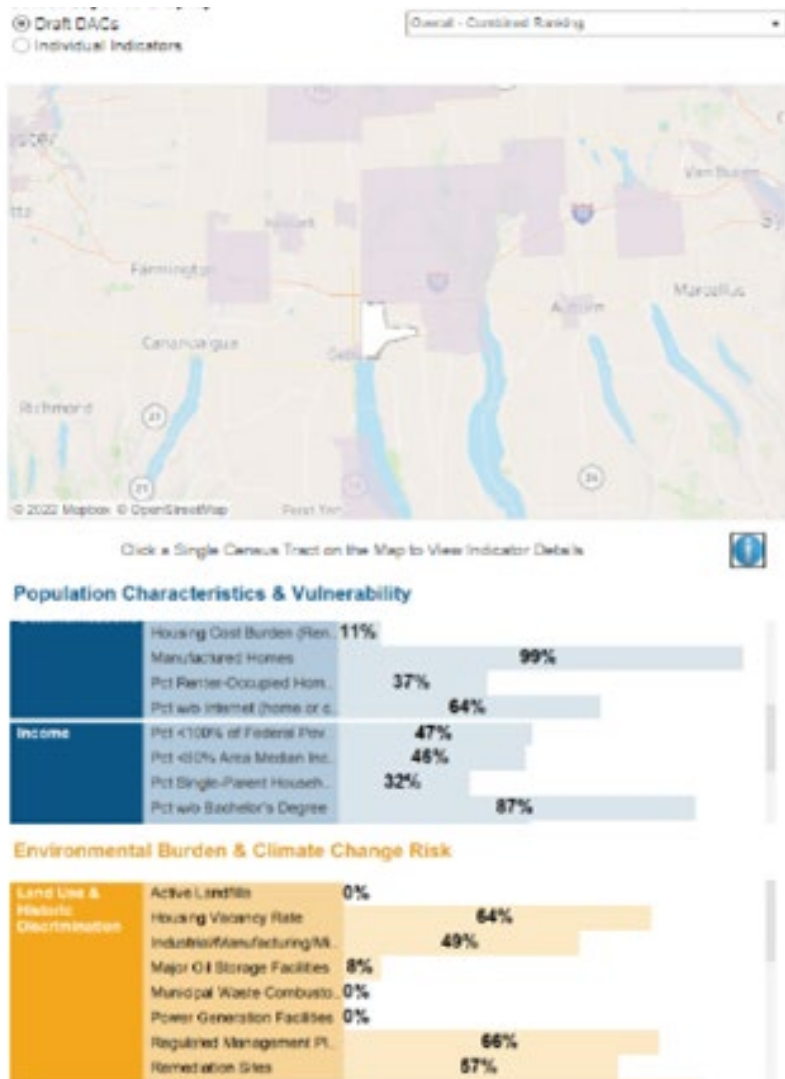 Draft DACs
Overall - Combined Ranking
Individual Indicators
Van Buren
Farmington
Auburn
Marcellus
Canandaigua
Richmond
21
21
© 2022 Mapbox © OpenStreetMap
Click a Single Census Tract on the Map to View Indicator Details
Population Characteristics & Vulnerability
Housing Cost Burden (Ren.. 11%
Manufactured Homes 99%
Pct Renter-Occupied Hom.. 37%
Pct w/o Internet (home or c.. 64%
Income Pct <100% of Federal Pov 47%
Pct <80% Area Median Inc.. 46%
Pct Single-Parent Househ.. 32%
Pct w/o Bachelor's Degree 87%
Environmental Burden & Climate Change Risk
Land Use & Historic Discrimination
Active Landfills 0%
Housing Vacancy Rate 64%
Industrial/Manufacturing/Mi.. 49%
Major Oil Storage Facilities 8%
Municipal Waste Combusto.. 0%
Power Generation Facilities 0%
Regulated Management Pl.. 66%
Remediation Sites 57%